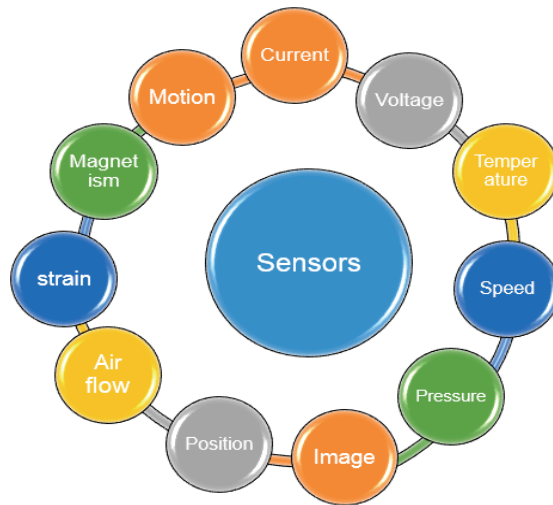 Current
Voltage
Temper
ature
Speed
Pressure
Image
Position
Air
flow
strain
Magnet
ism
Motion
Sensors